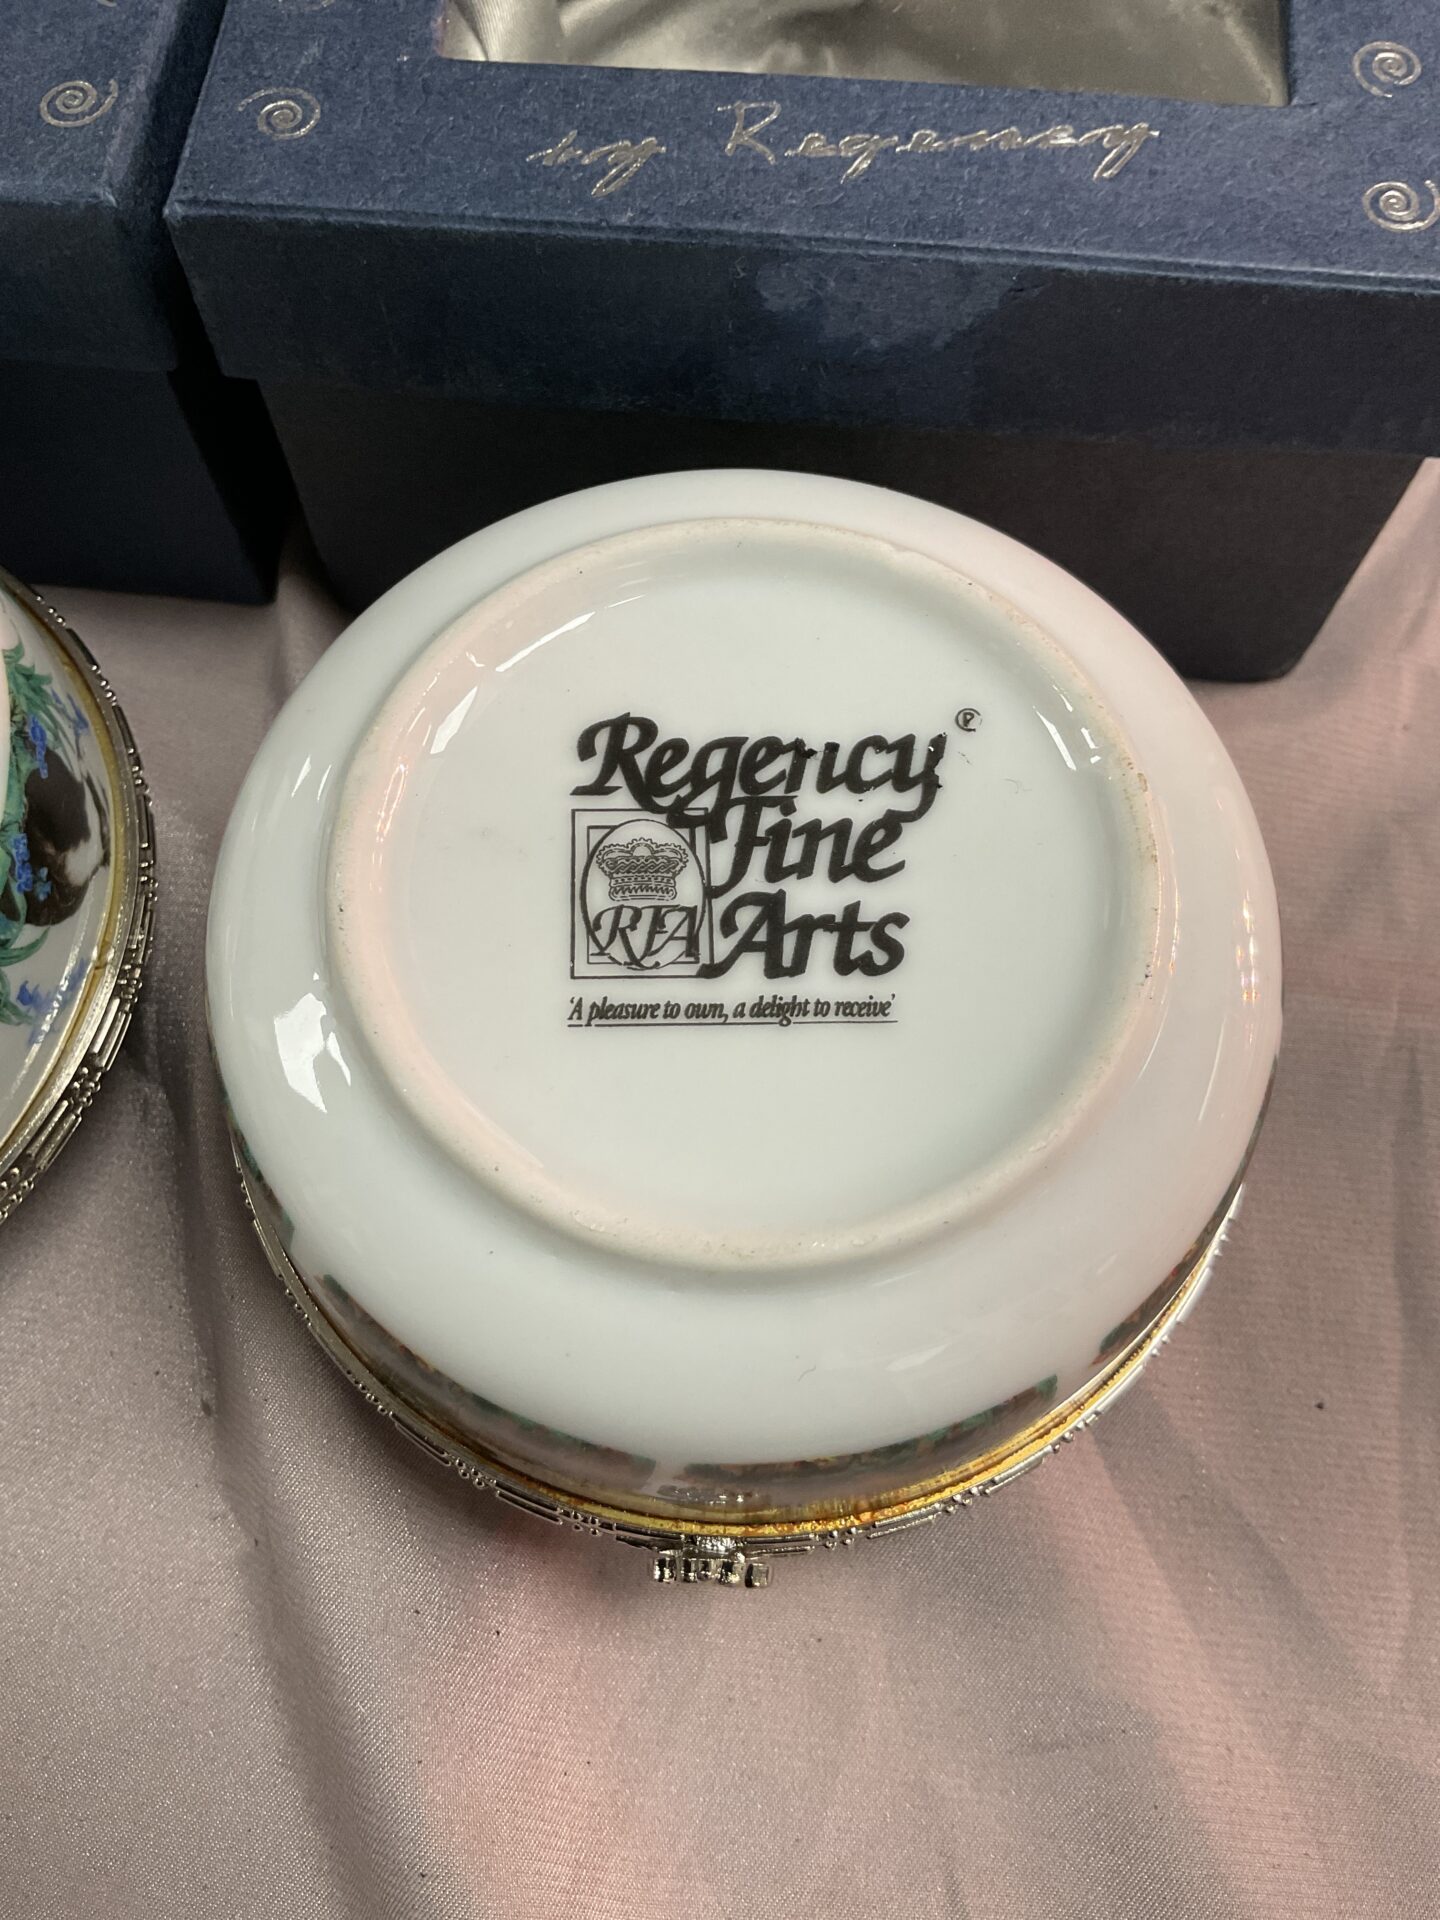 by Regency
Regency ®
Fine
Arts
RFA
'A pleasure to own, a delight to receive'